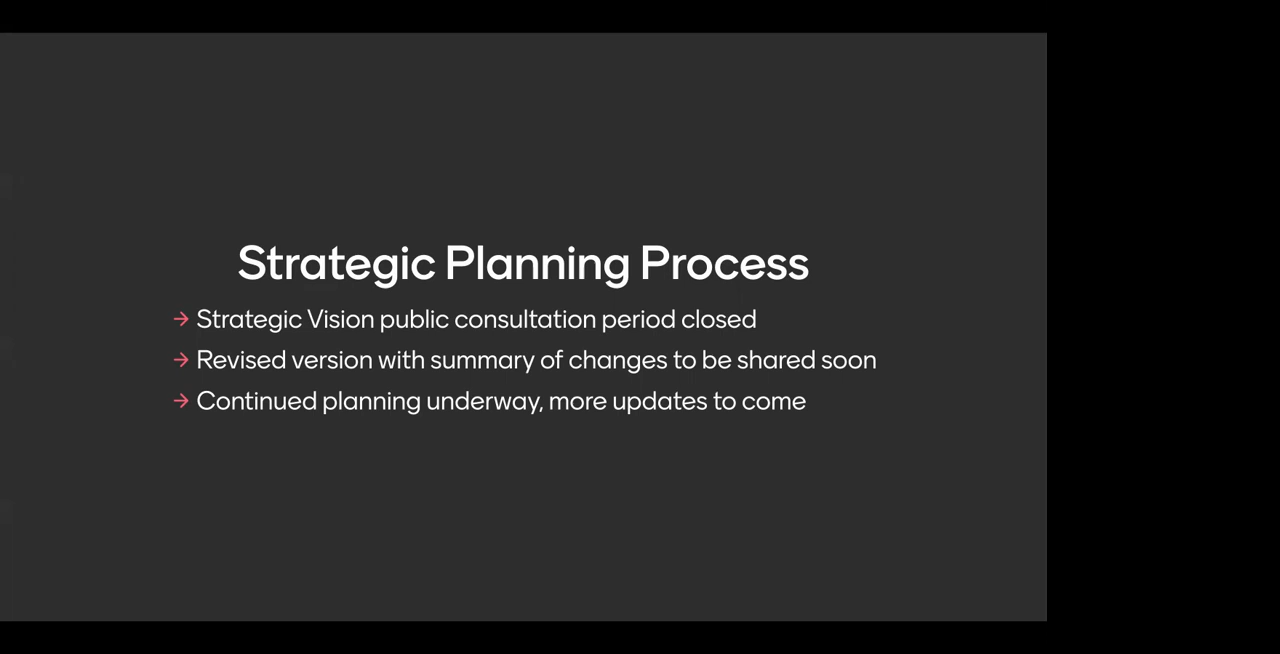 Strategic Planning Process
→ Strategic Vision public consultation period closed
→ Revised version with summary of changes to be shared soon
→ Continued planning underway, more updates to come